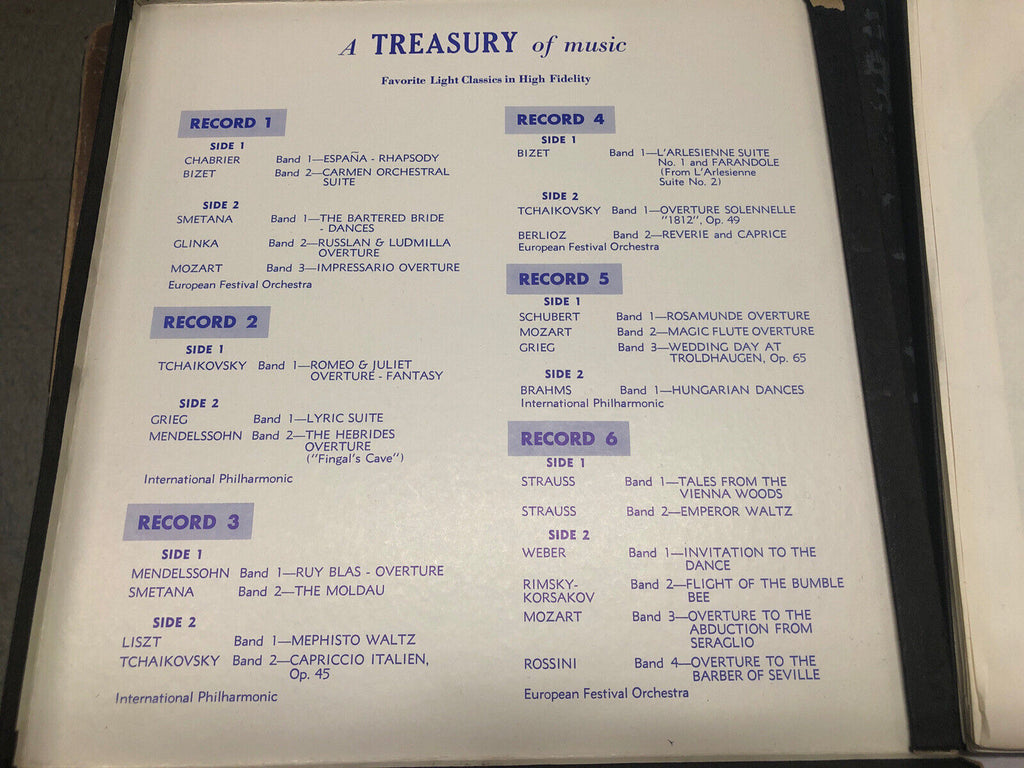 A TREASURY of music
Favorite Light Classics in High Fidelity
RECORD 1
SIDE 1
CHABRIER Band 1—ESPAÑA - RHAPSODY
BIZET Band 2—CARMEN ORCHESTRAL
SUITE
SIDE 2
SMETANA Band 1—THE BARTERED BRIDE
- DANCES
GLINKA Band 2—RUSSLAN & LUDMILLA
OVERTURE
MOZART Band 3—IMPRESSARIO OVERTURE
European Festival Orchestra
RECORD 2
SIDE 1
TCHAIKOVSKY Band 1—ROMEO & JULIET
OVERTURE - FANTASY
SIDE 2
GRIEG Band 1—LYRIC SUITE
MENDELSSOHN Band 2—THE HEBRIDES
OVERTURE
("Fingal's Cave")
International Philharmonic
RECORD 3
SIDE 1
MENDELSSOHN Band 1—RUY BLAS - OVERTURE
SMETANA Band 2—THE MOLDAU
SIDE 2
LISZT Band 1—MEPHISTO WALTZ
TCHAIKOVSKY Band 2—CAPRICCIO ITALIEN,
Op. 45
International Philharmonic
RECORD 4
SIDE 1
BIZET Band 1—L'ARLESIENNE SUITE
No. 1 and FARANDOLE
(From L'Arlesienne
Suite No. 2)
SIDE 2
TCHAIKOVSKY Band 1—OVERTURE SOLENNELLE
"1812", Op. 49
BERLIOZ Band 2—REVERIE and CAPRICE
European Festival Orchestra
RECORD 5
SIDE 1
SCHUBERT Band 1—ROSAMUNDE OVERTURE
MOZART Band 2—MAGIC FLUTE OVERTURE
GRIEG Band 3—WEDDING DAY AT
TROLDHAUGEN, Op. 65
SIDE 2
BRAHMS Band 1—HUNGARIAN DANCES
International Philharmonic
RECORD 6
SIDE 1
STRAUSS Band 1—TALES FROM THE
VIENNA WOODS
STRAUSS Band 2—EMPEROR WALTZ
SIDE 2
WEBER Band 1—INVITATION TO THE
DANCE
RIMSKY- Band 2—FLIGHT OF THE BUMBLE
KORSAKOV BEE
MOZART Band 3—OVERTURE TO THE
ABDUCTION FROM
SERAGLIO
ROSSINI Band 4—OVERTURE TO THE
BARBER OF SEVILLE
European Festival Orchestra